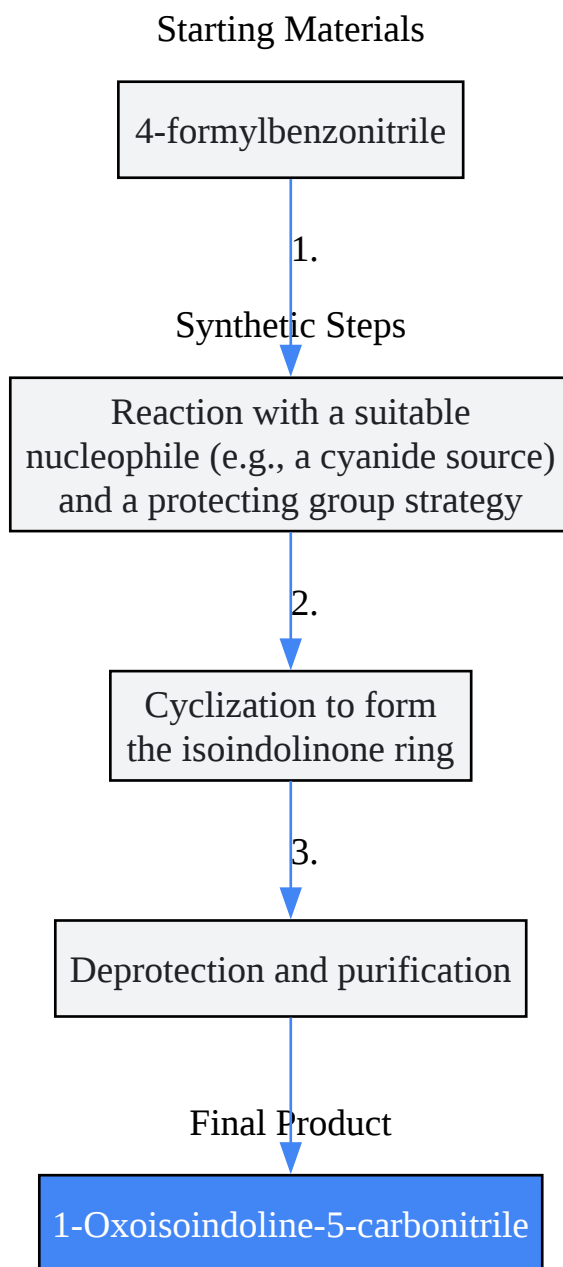 Starting Materials
4-formylbenzonitrile
1.
Synthetic Steps
Reaction with a suitable
nucleophile (e.g., a cyanide source)
and a protecting group strategy
2.
Cyclization to form
the isoindolinone ring
3.
Deprotection and purification
Final Product
1-Oxoisoindoline-5-carbonitrile